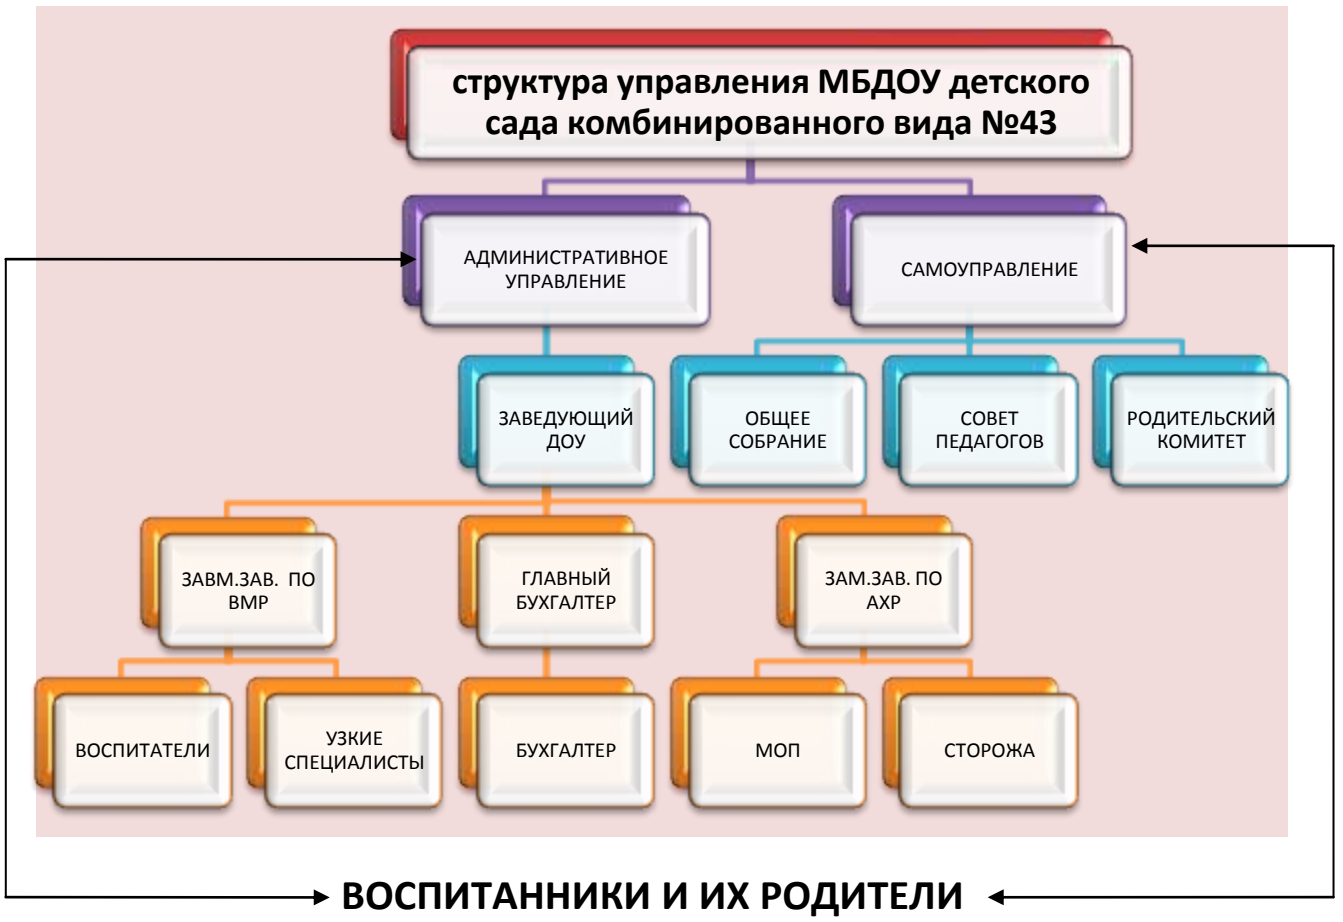 структура управления МБДОУ детского
сада комбинированного вида №43
АДМИНИСТРАТИВНОЕ
УПРАВЛЕНИЕ
САМОУПРАВЛЕНИЕ
ЗАВЕДУЮЩИЙ
ДОУ
ОБЩЕЕ
СОБРАНИЕ
СОВЕТ
ПЕДАГОГОВ
РОДИТЕЛЬСКИЙ
КОМИТЕТ
ЗАВМ.ЗАВ. ПО
ВМР
ГЛАВНЫЙ
БУХГАЛТЕР
ЗАМ.ЗАВ. ПО
АХР
ВОСПИТАТЕЛИ
УЗКИЕ
СПЕЦИАЛИСТЫ
БУХГАЛТЕР
МОП
СТОРОЖА
ВОСПИТАННИКИ И ИХ РОДИТЕЛИ